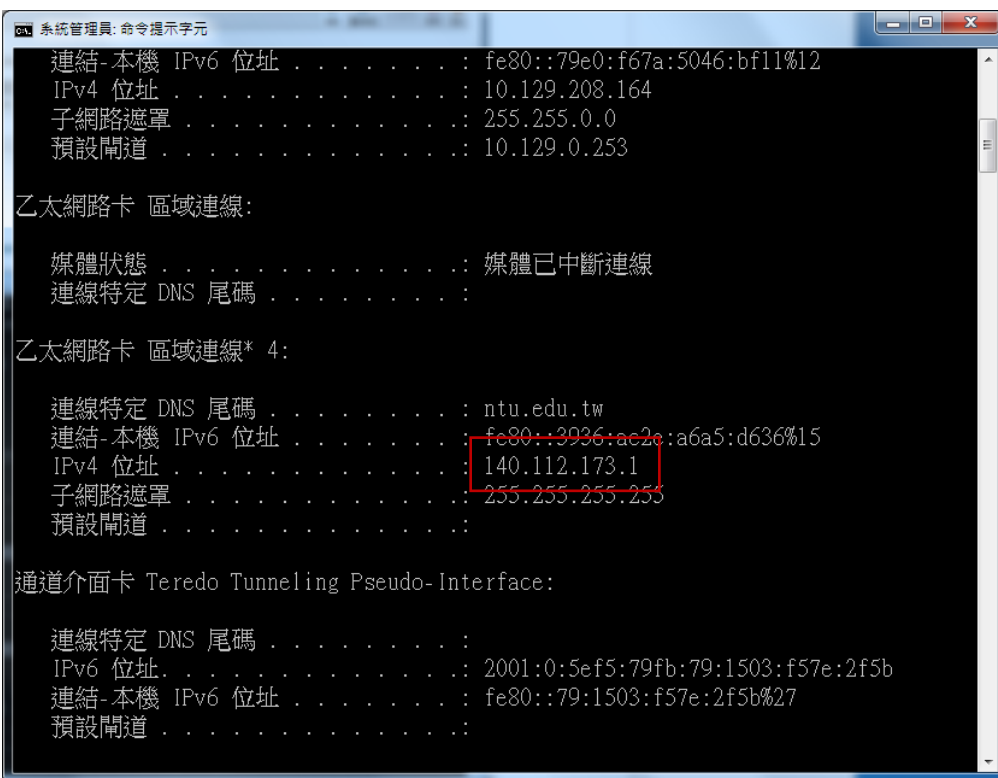 系統管理員: 命令提示字元
連結-本機 IPv6 位址 . . . . . . . . : fe80::79e0:f67a:5046:bf11%12
IPv4 位址 . . . . . . . . . . . . . : 10.129.208.164
子網路遮罩 . . . . . . . . . . . .: 255.255.0.0
預設閘道 . . . . . . . . . . . . .: 10.129.0.253
乙太網路卡 區域連線:
媒體狀態 . . . . . . . . . . . . .: 媒體已中斷連線
連線特定 DNS 尾碼 . . . . . . . . :
乙太網路卡 區域連線* 4:
連線特定 DNS 尾碼 . . . . . . . . : ntu.edu.tw
連結-本機 IPv6 位址 . . . . . . . : fe80::3936:ac2a:a6a5:d636%15
IPv4 位址 . . . . . . . . . . . . : 140.112.173.1
子網路遮罩 . . . . . . . . . . . .: 255.255.255.255
預設閘道 . . . . . . . . . . . . .:
通道介面卡 Teredo Tunneling Pseudo-Interface:
連線特定 DNS 尾碼 . . . . . . . . :
IPv6 位址. . . . . . . . . . . . .: 2001:0:5ef5:79fb:79:1503:f57e:2f5b
連結-本機 IPv6 位址 . . . . . . . : fe80::79:1503:f57e:2f5b%27
預設閘道 . . . . . . . . . . . . .: